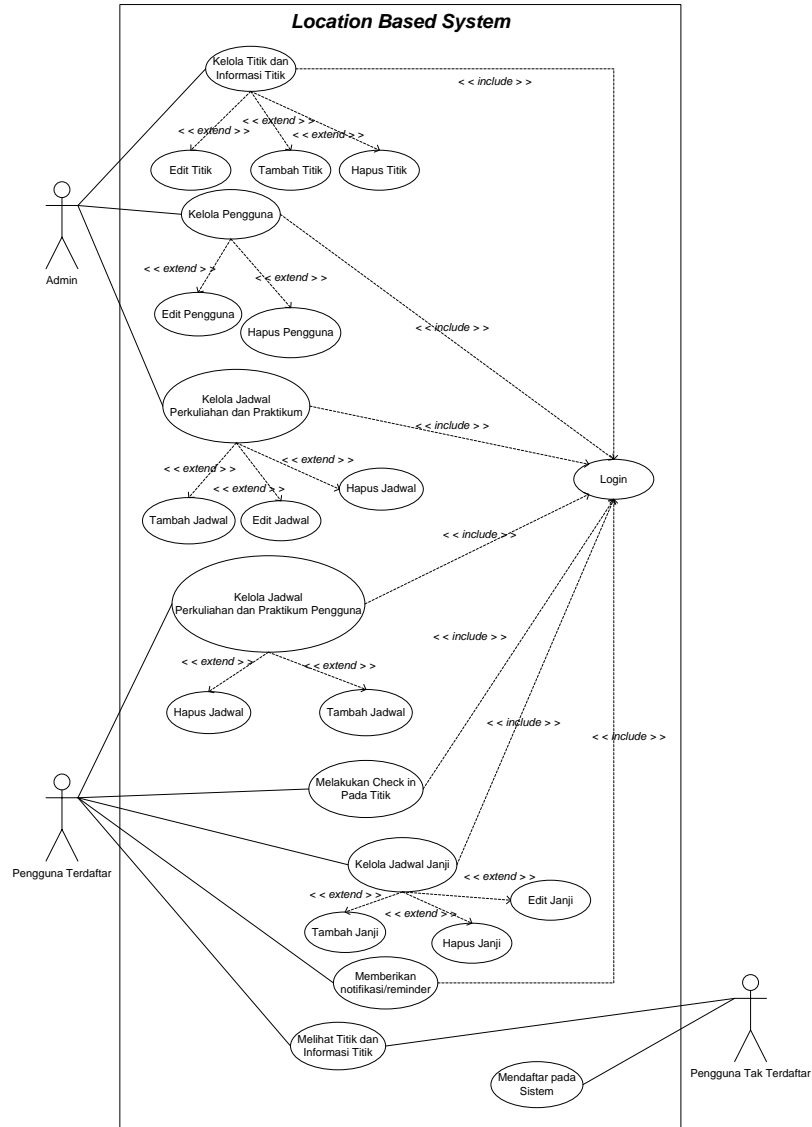 Location Based System
Kelola Titik dan
Informasi Titik
< < include > >
< < extend > >
< < extend > >
< < extend > >
Edit Titik
Tambah Titik
Hapus Titik
Admin
Kelola Pengguna
< < extend > >
< < extend > >
Edit Pengguna
Hapus Pengguna
< < include > >
Kelola Jadwal
Perkuliahan dan Praktikum
< < include > >
< < extend > >
< < extend > >
< < extend > >
Hapus Jadwal
Tambah Jadwal
Edit Jadwal
Login
< < include > >
Kelola Jadwal
Perkuliahan dan Praktikum Pengguna
< < include > >
< < extend > >
< < extend > >
Hapus Jadwal
Tambah Jadwal
< < include > >
< < include > >
Melakukan Check in
Pada Titik
Pengguna Terdaftar
Kelola Jadwal Janji
< < extend > >
< < extend > >
< < extend > >
Edit Janji
Tambah Janji
Hapus Janji
Memberikan
notifikasi/reminder
Melihat Titik dan
Informasi Titik
Pengguna Tak Terdaftar
Mendaftar pada
Sistem